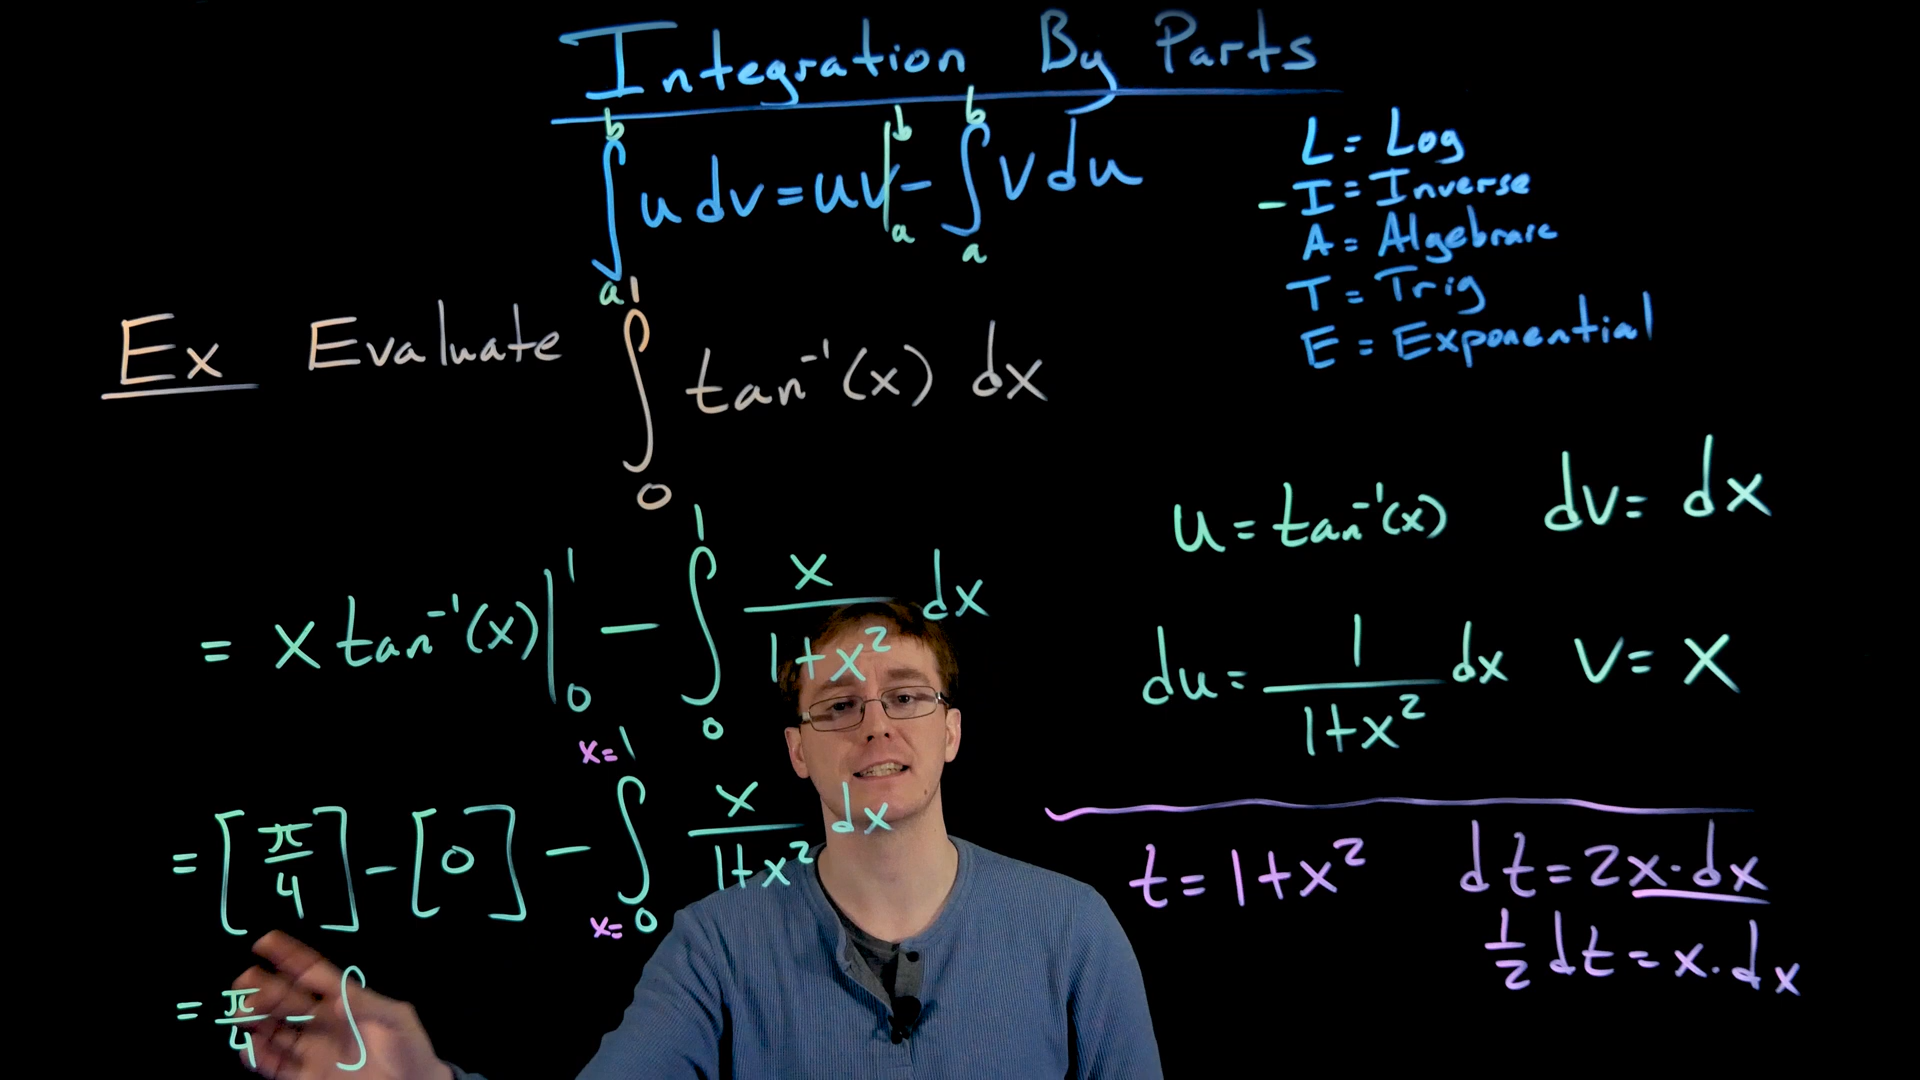 Integration By Parts
∫_a^b u dv = uv |_a^b - ∫_a^b v du
L = Log
- I = Inverse
A = Algebraic
T = Trig
E = Exponential
Ex Evaluate ∫_0^1 tan⁻¹(x) dx
u = tan⁻¹(x) dv = dx
= x tan⁻¹(x) |_0^1 - ∫_0^1 x/(1+x²) dx
du = 1/(1+x²) dx v = x
= [π/4] - [0] - ∫_{x=0}^{x=1} x/(1+x²) dx
t = 1+x² dt = 2x·dx
1/2 dt = x·dx
= π/4 - ∫